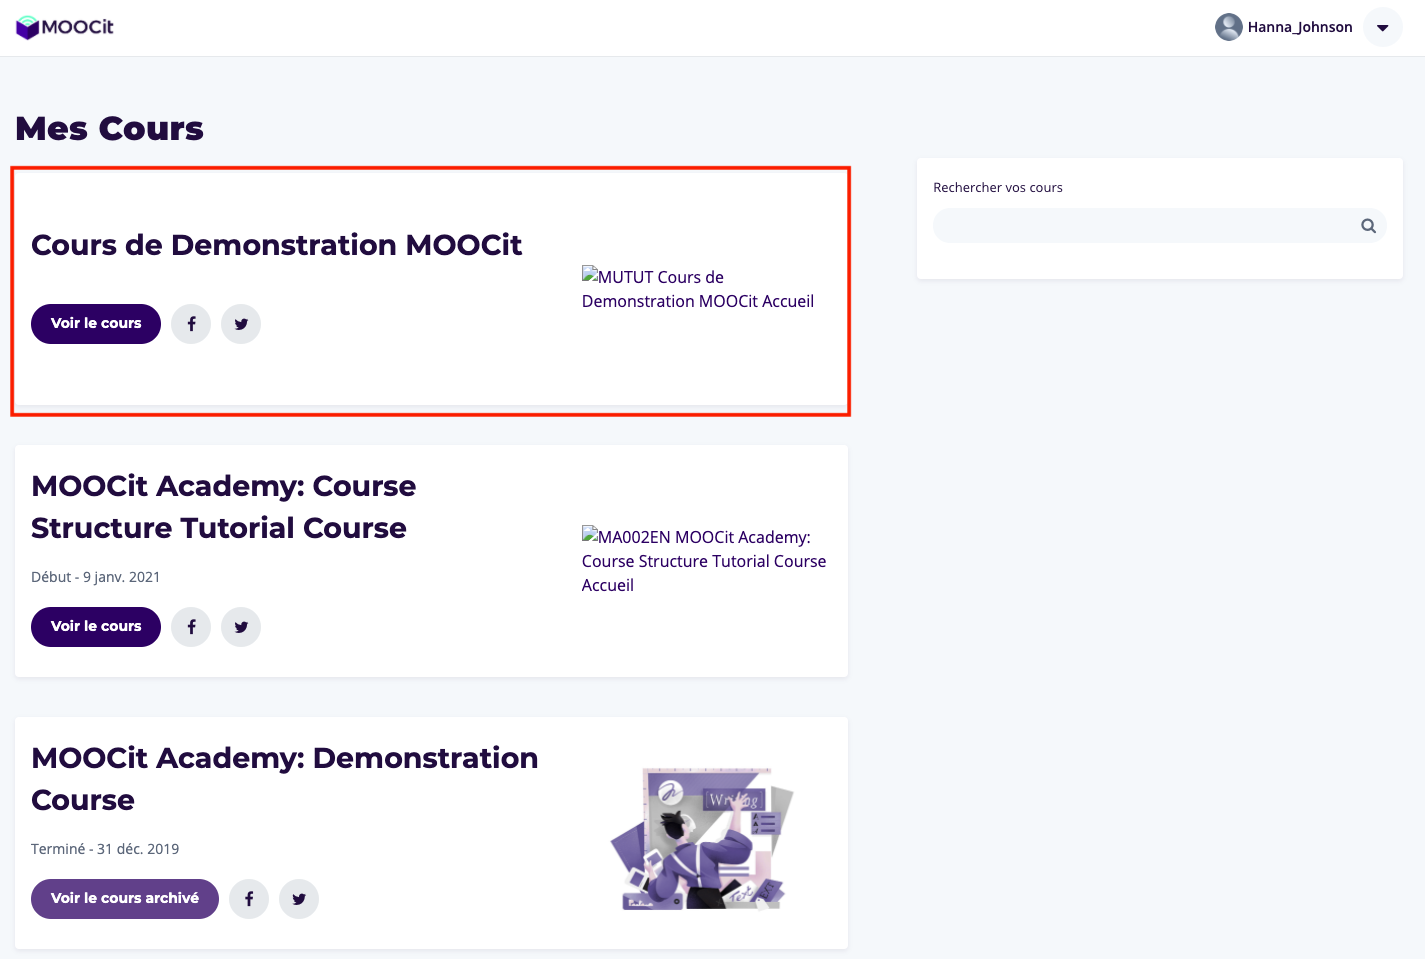 MOOCit
Hanna_Johnson
Mes Cours
Rechercher vos cours
Cours de Demonstration MOOCit
MUTUT Cours de
Demonstration MOOCit Accueil
Voir le cours
MOOCit Academy: Course
Structure Tutorial Course
MA002EN MOOCit Academy:
Course Structure Tutorial Course
Accueil
Début - 9 janv. 2021
Voir le cours
MOOCit Academy: Demonstration
Course
Writing
Terminé - 31 déc. 2019
Voir le cours archivé
Text